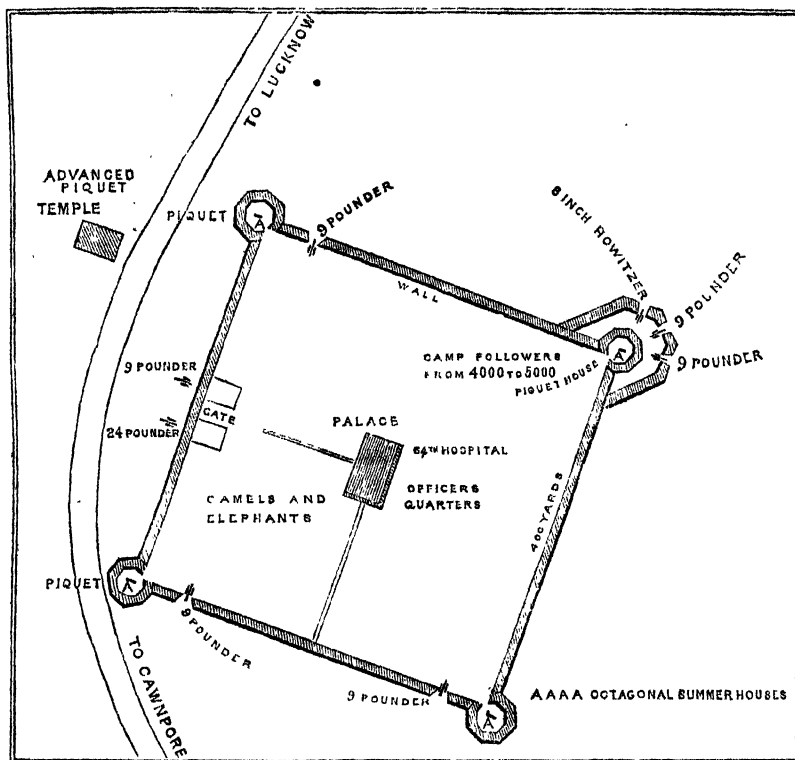 TO LUCKNOW
ADVANCED
PIQUET
TEMPLE
PIQUET
A
9 POUNDER
8 INCH HOWITZER
9 POUNDER
9 POUNDER
WALL
CAMP FOLLOWERS
FROM 4000 TO 5000
PIQUET HOUSE
A
9 POUNDER
GATE
24 POUNDER
PALACE
64TH HOSPITAL
OFFICERS
QUARTERS
CAMELS AND
ELEPHANTS
400 YARDS
PIQUET
A
9 POUNDER
9 POUNDER
A
AAAA OCTAGONAL SUMMER HOUSES
TO CAWNPORE